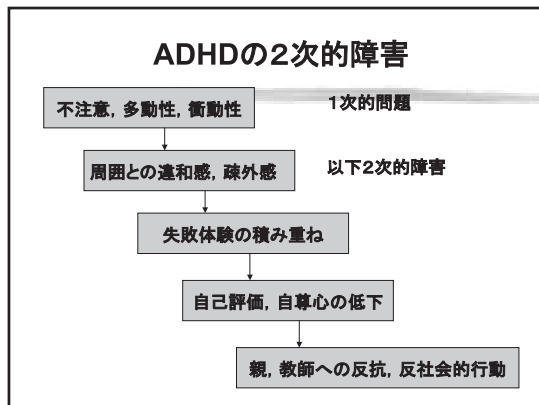 ADHDの2次的障害
不注意，多動性，衝動性
1次的問題
周囲との違和感，疎外感
以下2次的障害
失敗体験の積み重ね
自己評価，自尊心の低下
親，教師への反抗，反社会的行動